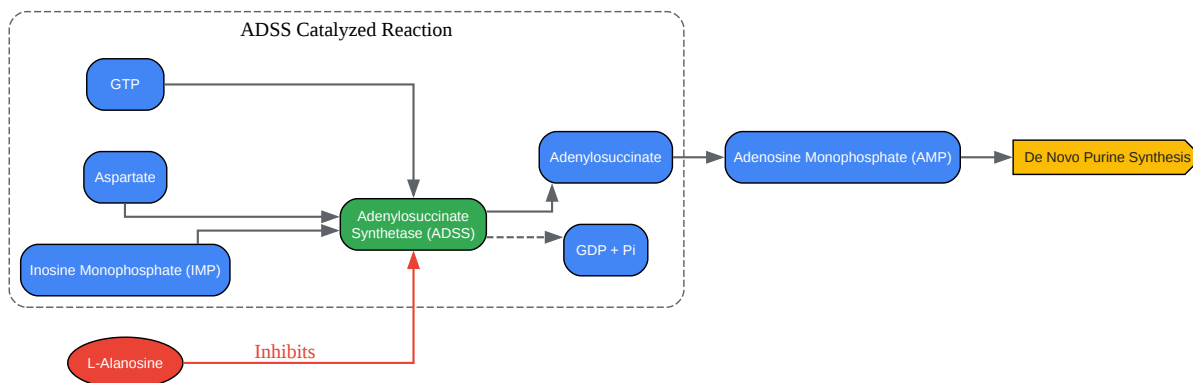 ADSS Catalyzed Reaction
GTP
Aspartate
Inosine Monophosphate (IMP)
Adenylosuccinate
Synthetase (ADSS)
Adenylosuccinate
GDP + Pi
Adenosine Monophosphate (AMP)
De Novo Purine Synthesis
L-Alanosine
Inhibits